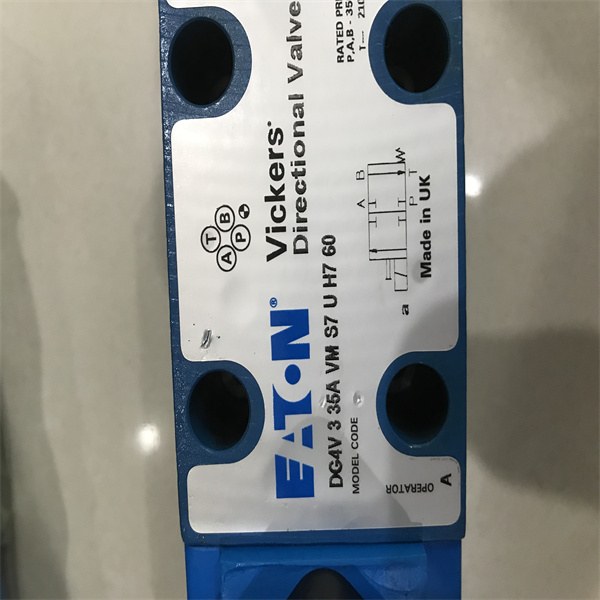 EATON®
Vickers®
Directional Valve
DG4V 3 35A VM S7 U H7 60
MODEL CODE
T
A B
P
RATED PR
P,A,B - 35
T ---- 210
A B
P T
a
Made in UK
OPERATOR
A